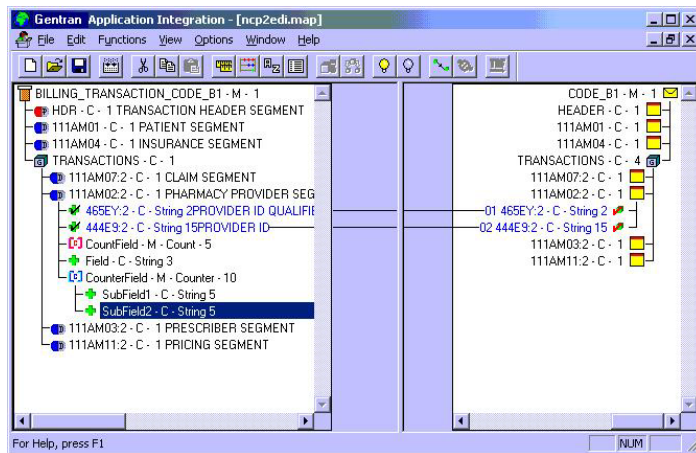 Gentran Application Integration - [ncp2edi.map]
File Edit Functions View Options Window Help
BILLING_TRANSACTION_CODE_B1 - M - 1
HDR - C - 1 TRANSACTION HEADER SEGMENT
111AM01 - C - 1 PATIENT SEGMENT
111AM04 - C - 1 INSURANCE SEGMENT
TRANSACTIONS - C - 1
111AM07:2 - C - 1 CLAIM SEGMENT
111AM02:2 - C - 1 PHARMACY PROVIDER SEG
465EY:2 - C - String 2PROVIDER ID QUALIFIE
444E9:2 - C - String 15PROVIDER ID
CountField - M - Count - 5
Field - C - String 3
CounterField - M - Counter - 10
SubField1 - C - String 5
SubField2 - C - String 5
111AM03:2 - C - 1 PRESCRIBER SEGMENT
111AM11:2 - C - 1 PRICING SEGMENT
CODE_B1 - M - 1
HEADER - C - 1
111AM01 - C - 1
111AM04 - C - 1
TRANSACTIONS - C - 4
111AM07:2 - C - 1
111AM02:2 - C - 1
01 465EY:2 - C - String 2
02 444E9:2 - C - String 15
111AM03:2 - C - 1
111AM11:2 - C - 1
For Help, press F1
NUM